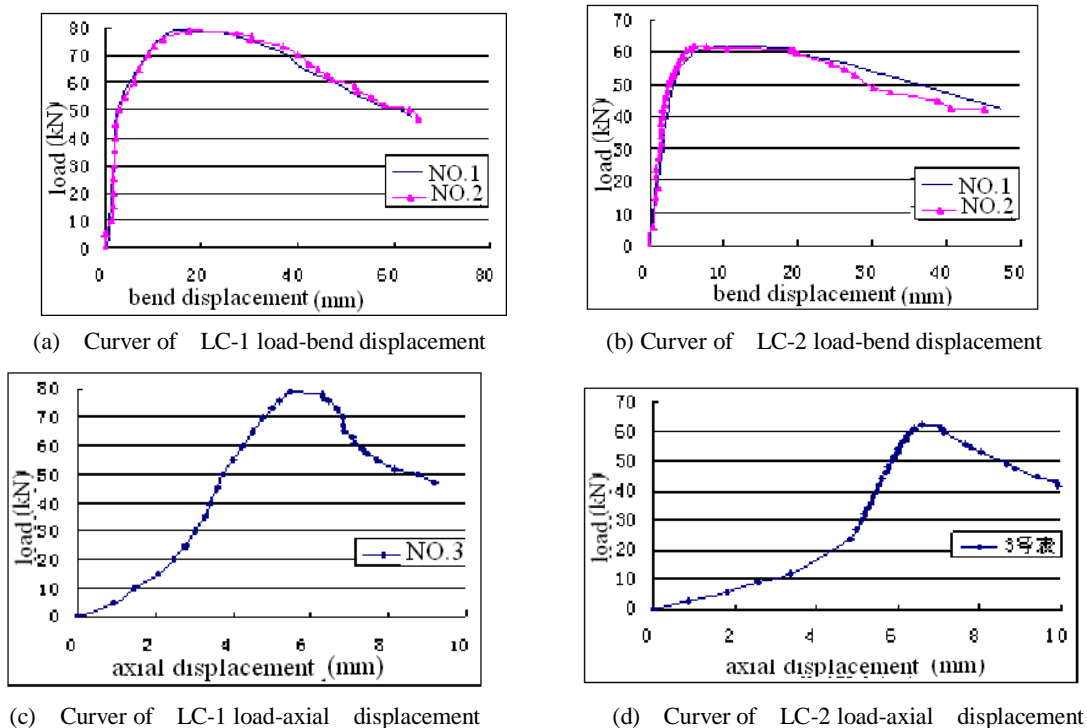 80
70
60
50
40
30
20
10
0
load (kN)
NO.1
NO.2
0 20 40 60 80
bend displacement (mm)
(a) Curver of LC-1 load-bend displacement
70
60
50
40
30
20
10
0
load (kN)
NO.1
NO.2
0 10 20 30 40 50
bend displacement (mm)
(b) Curver of LC-2 load-bend displacement
80
70
60
50
40
30
20
10
0
load (kN)
NO.3
0 2 4 6 8 10
axial displacement (mm)
(c) Curver of LC-1 load-axial displacement
70
60
50
40
30
20
10
0
load (kN)
3号表
0 2 4 6 8 10
axial displacement (mm)
(d) Curver of LC-2 load-axial displacement